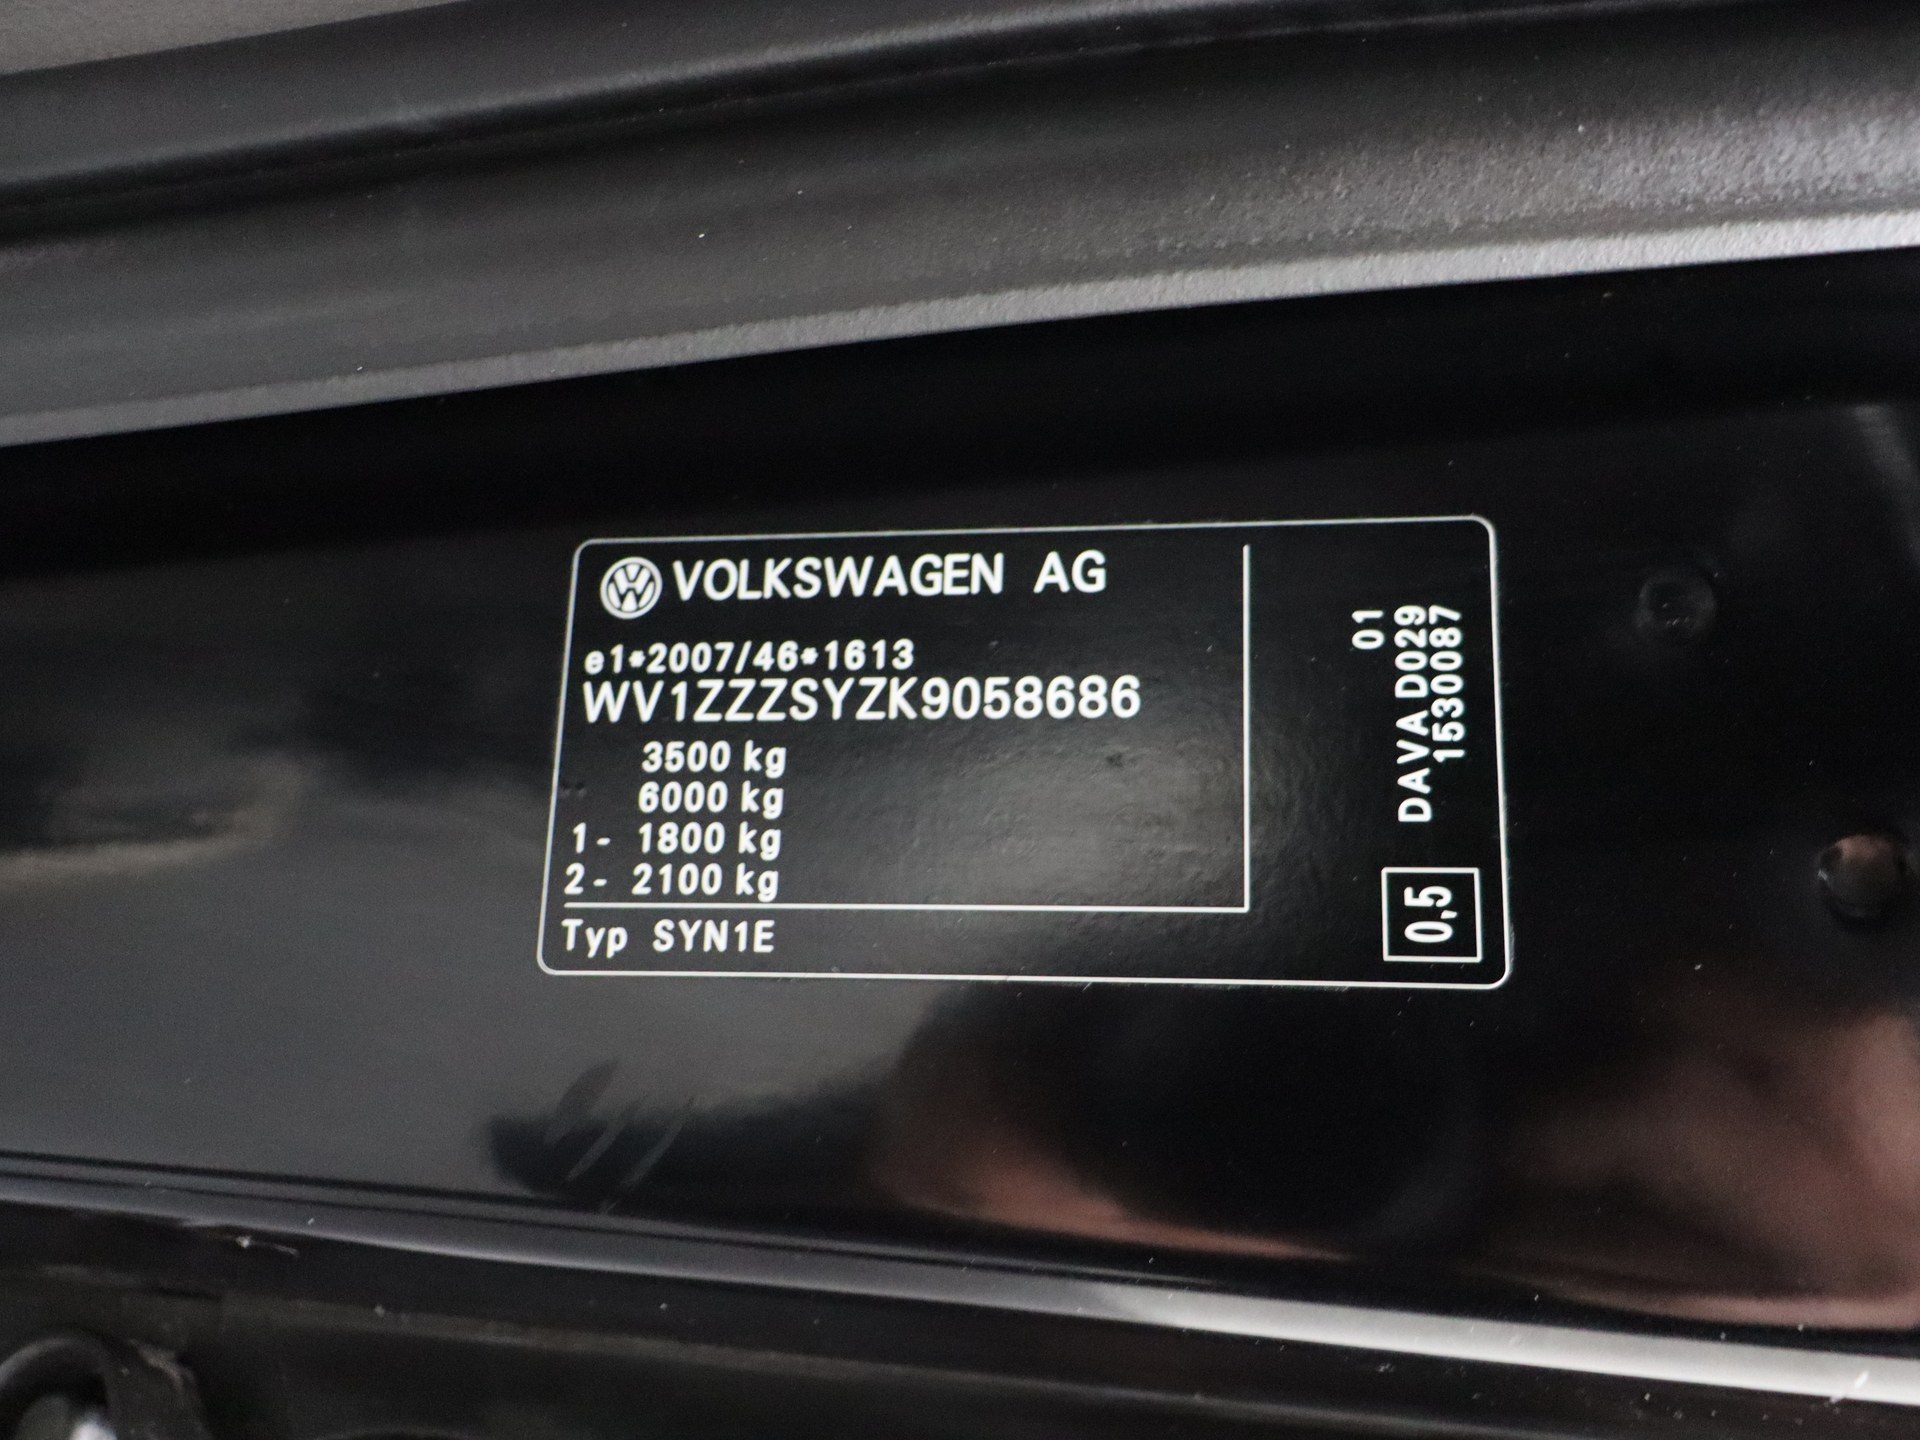 VOLKSWAGEN AG
e1*2007/46*1613
WV1ZZZSYZK9058686
3500 kg
6000 kg
1- 1800 kg
2- 2100 kg
Typ SYN1E
01
DAVA D029
1530087
0,5